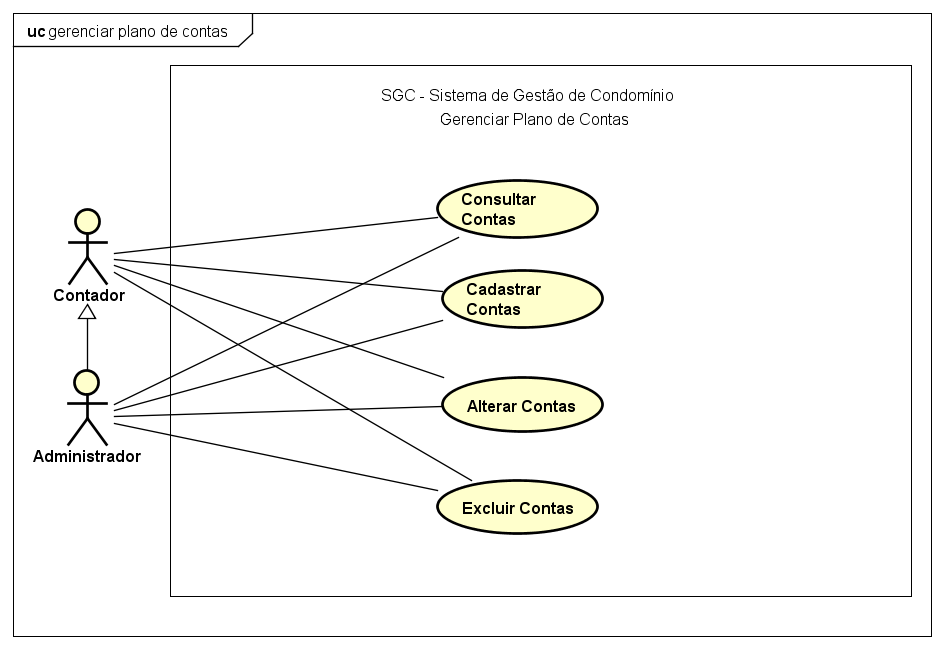 uc gerenciar plano de contas
SGC - Sistema de Gestão de Condomínio
Gerenciar Plano de Contas
Consultar
Contas
Contador
Cadastrar
Contas
Alterar Contas
Administrador
Excluir Contas